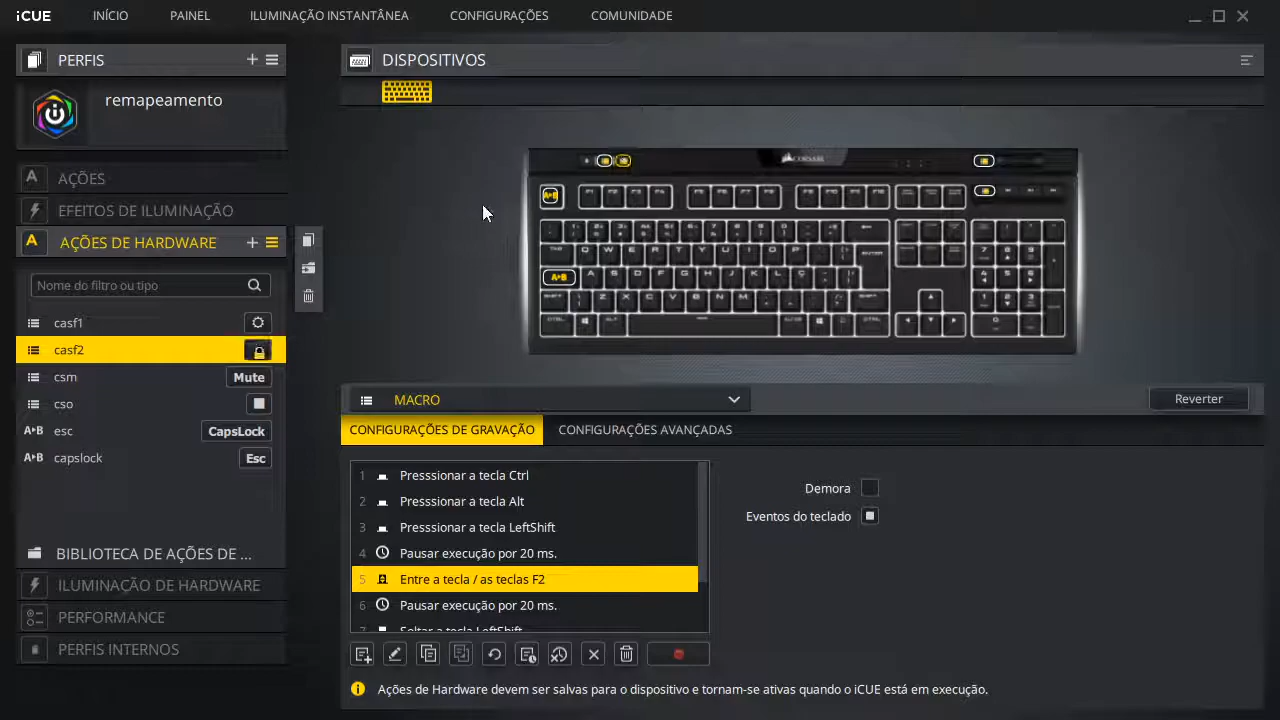 iCUE INÍCIO PAINEL ILUMINAÇÃO INSTANTÂNEA CONFIGURAÇÕES COMUNIDADE
PERFIS
remapeamento
AÇÕES
EFEITOS DE ILUMINAÇÃO
AÇÕES DE HARDWARE
Nome do filtro ou tipo
casf1
casf2
csm Mute
cso
A▸B esc CapsLock
A▸B capslock Esc
BIBLIOTECA DE AÇÕES DE ...
ILUMINAÇÃO DE HARDWARE
PERFORMANCE
PERFIS INTERNOS
DISPOSITIVOS
MACRO
Reverter
CONFIGURAÇÕES DE GRAVAÇÃO CONFIGURAÇÕES AVANÇADAS
1 Presssionar a tecla Ctrl
2 Presssionar a tecla Alt
3 Presssionar a tecla LeftShift
4 Pausar execução por 20 ms.
5 Entre a tecla / as teclas F2
6 Pausar execução por 20 ms.
7 Soltar a tecla LeftShift
Demora
Eventos do teclado
Ações de Hardware devem ser salvas para o dispositivo e tornam-se ativas quando o iCUE está em execução.